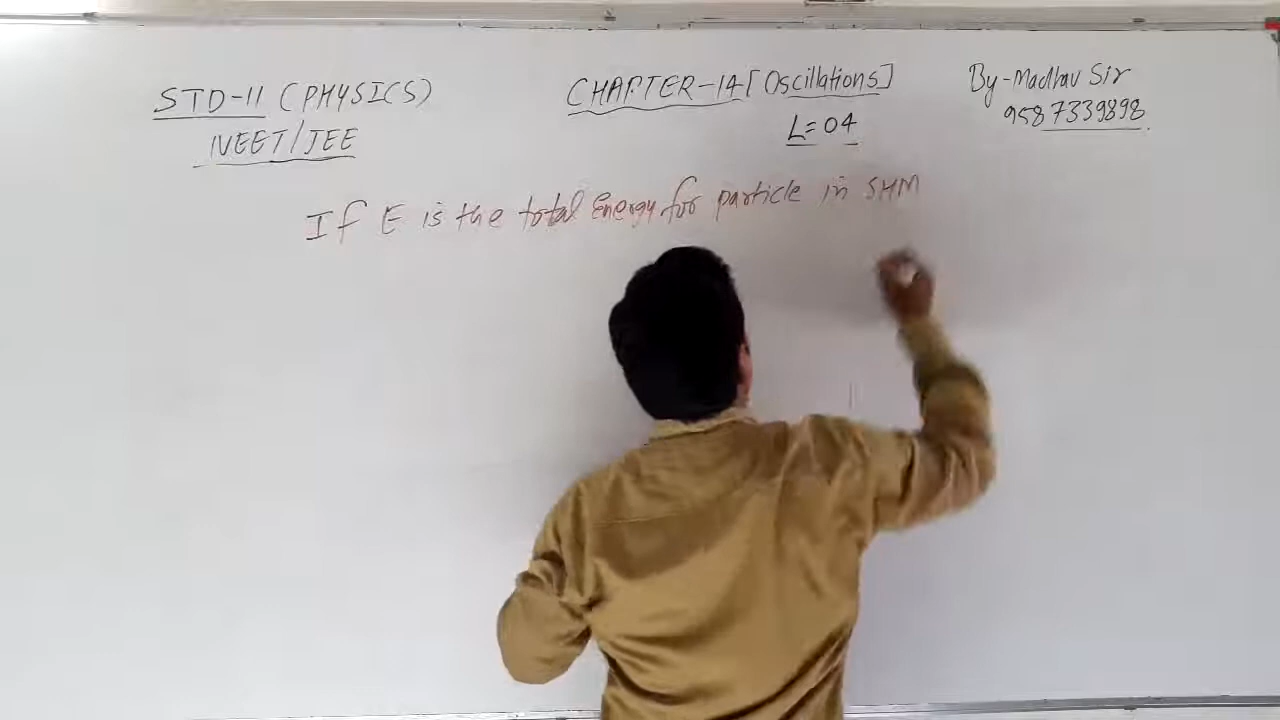 STD-11 (PHYSICS)
NEET/JEE
CHAPTER-14 [Oscillations]
L=04
By-Madhav Sir
9587339898
If E is the total Energy for particle in SHM